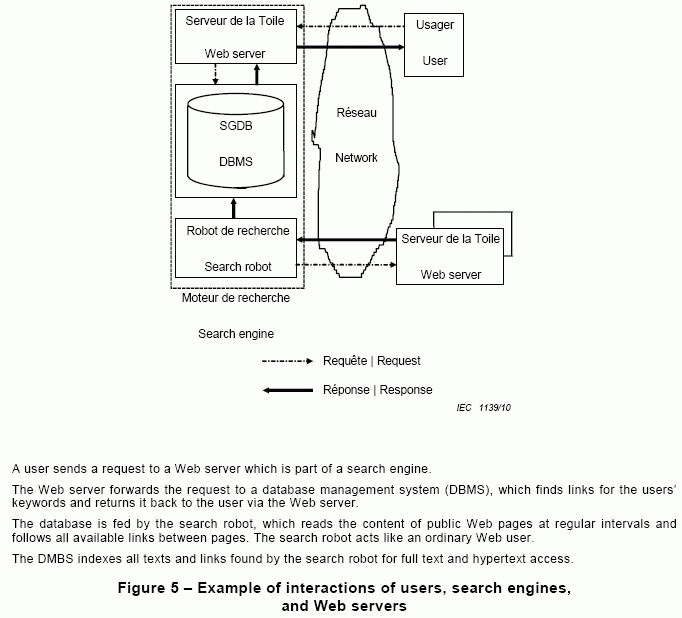 Serveur de la Toile
Web server
Usager
User
SGDB
DBMS
Réseau
Network
Robot de recherche
Search robot
Serveur de la Toile
Web server
Moteur de recherche
Search engine
Requête | Request
Réponse | Response
IEC 1139/10
A user sends a request to a Web server which is part of a search engine.
The Web server forwards the request to a database management system (DBMS), which finds links for the users'
keywords and returns it back to the user via the Web server.
The database is fed by the search robot, which reads the content of public Web pages at regular intervals and
follows all available links between pages. The search robot acts like an ordinary Web user.
The DMBS indexes all texts and links found by the search robot for full text and hypertext access.
Figure 5 – Example of interactions of users, search engines,
and Web servers